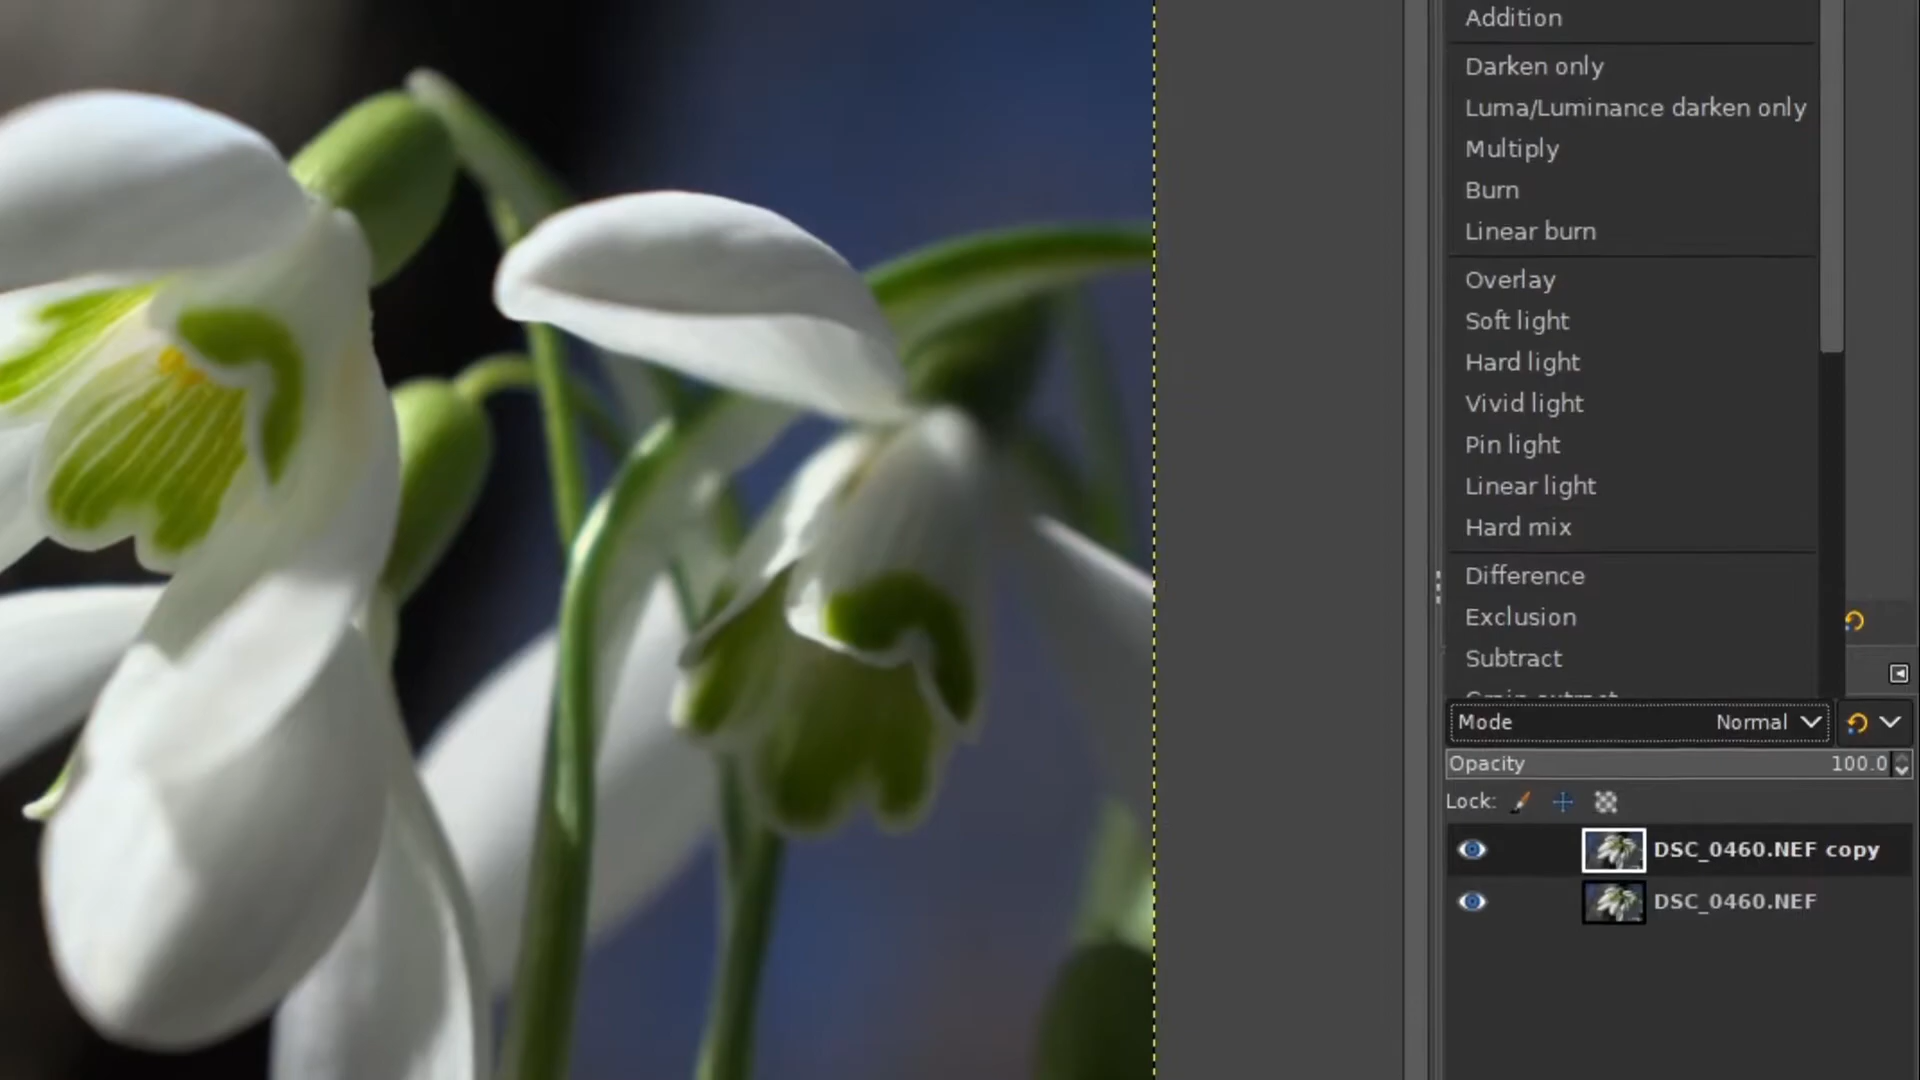 Addition
Darken only
Luma/Luminance darken only
Multiply
Burn
Linear burn
Overlay
Soft light
Hard light
Vivid light
Pin light
Linear light
Hard mix
Difference
Exclusion
Subtract
Mode Normal
Opacity 100.0
Lock:
DSC_0460.NEF copy
DSC_0460.NEF